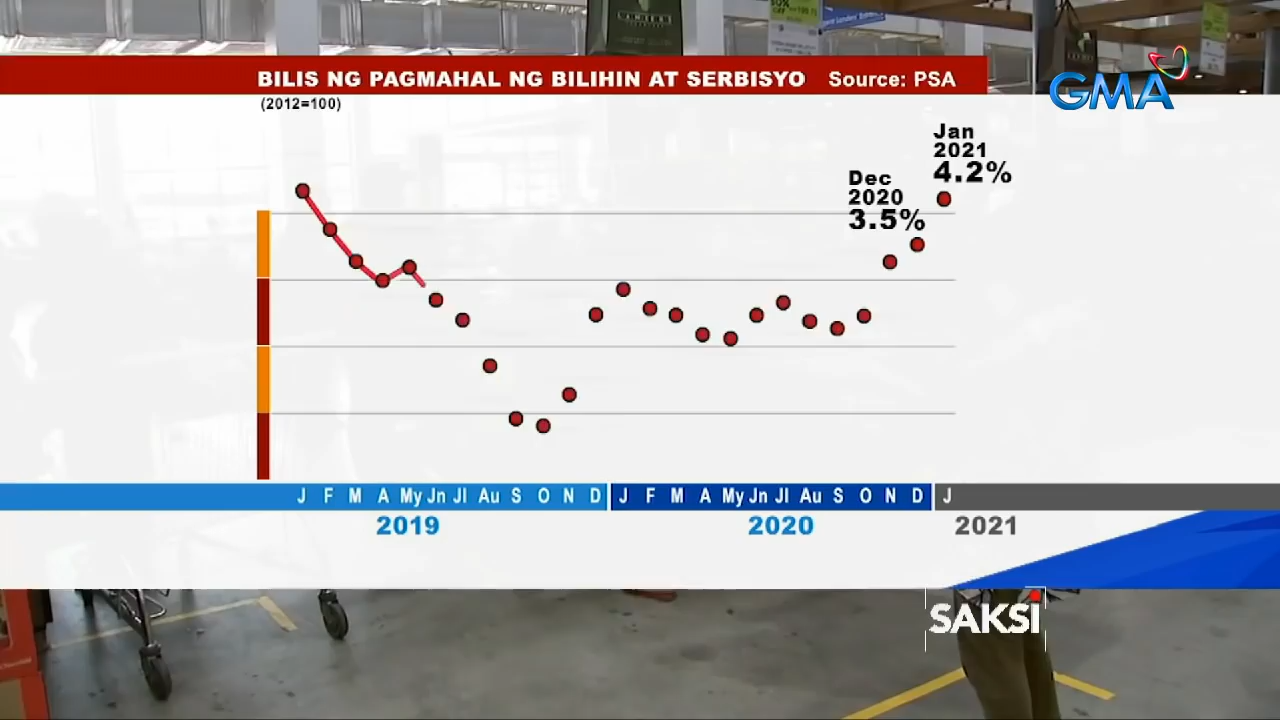 BILIS NG PAGMAHAL NG BILIHIN AT SERBISYO Source: PSA
(2012=100)
GMA
Jan
2021
4.2%
Dec
2020
3.5%
J F M A My Jn Jl Au S O N D J F M A My Jn Jl Au S O N D J
2019 2020 2021
SAKSI